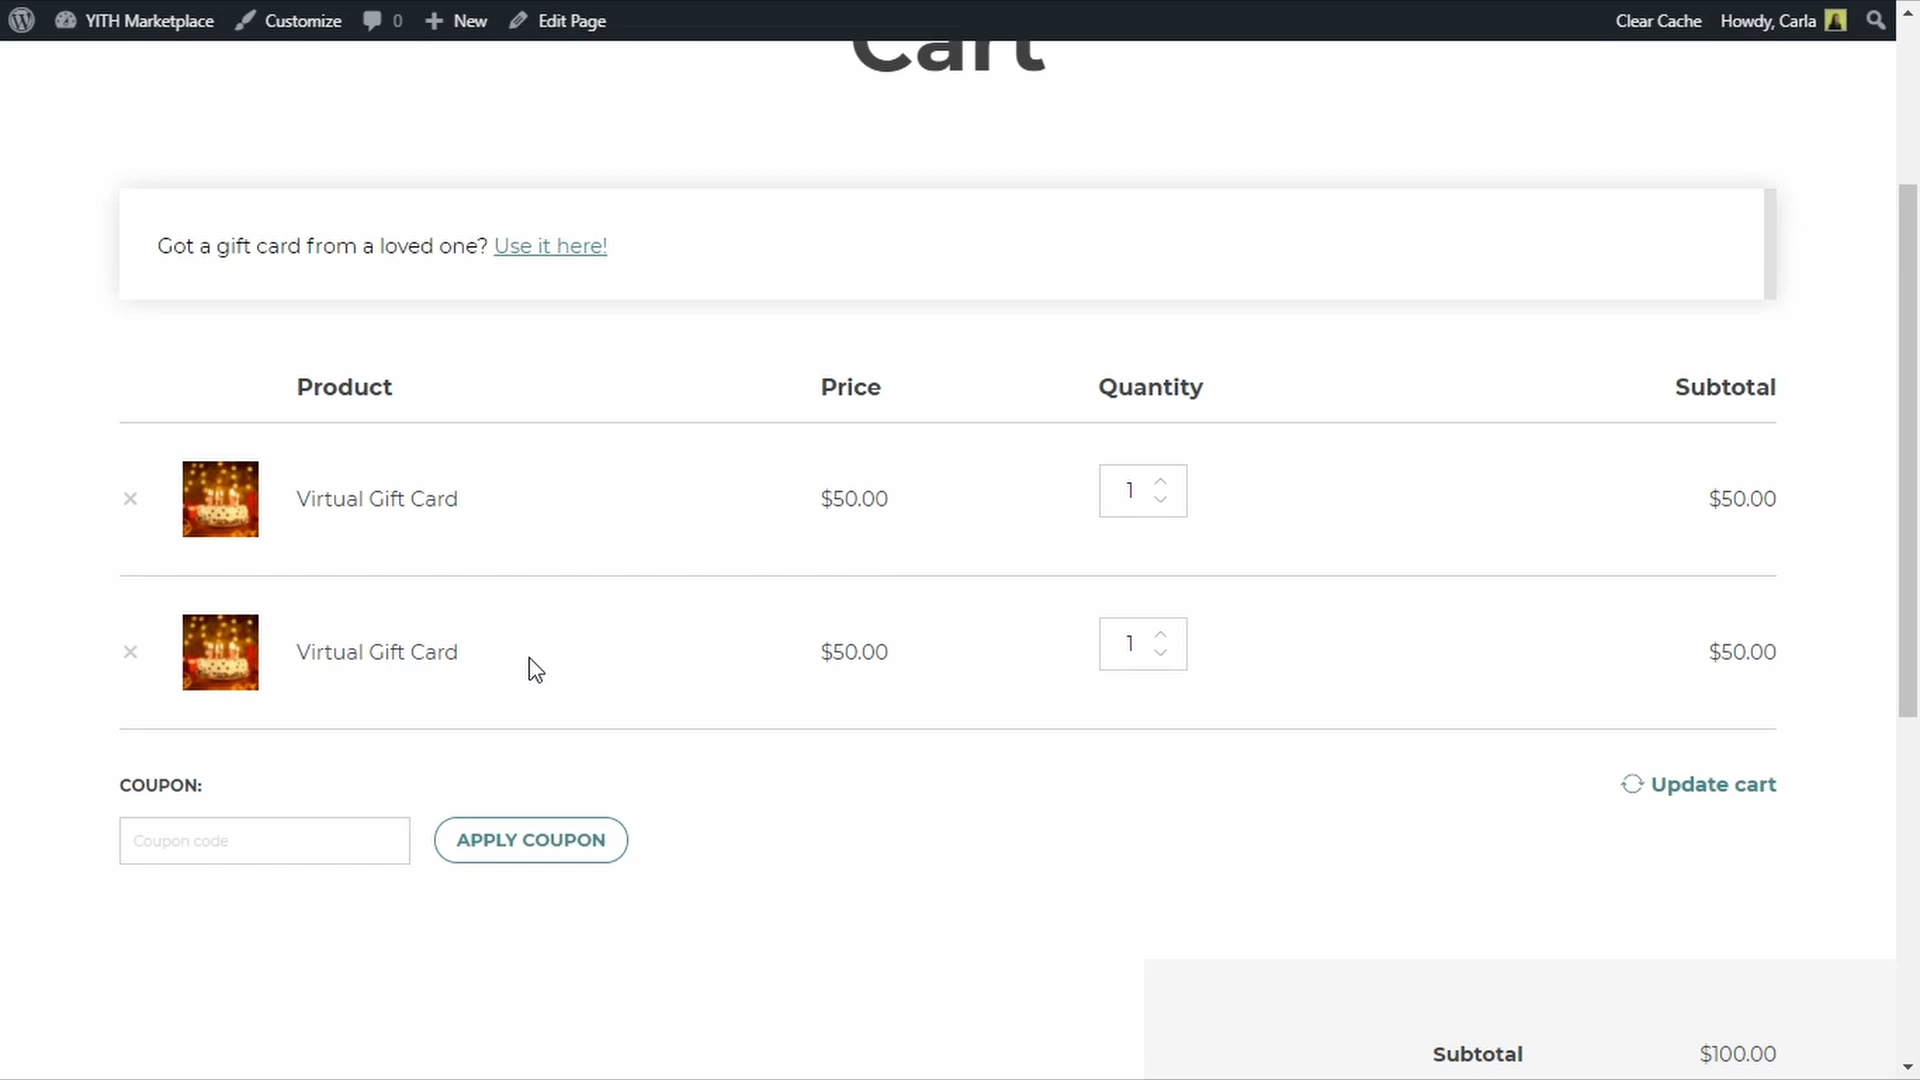 YITH Marketplace Customize 0 New Edit Page Clear Cache Howdy, Carla
Cart
Got a gift card from a loved one? Use it here!
Product Price Quantity Subtotal
Virtual Gift Card $50.00 1 $50.00
Virtual Gift Card $50.00 1 $50.00
COUPON: Update cart
Coupon code APPLY COUPON
Subtotal $100.00